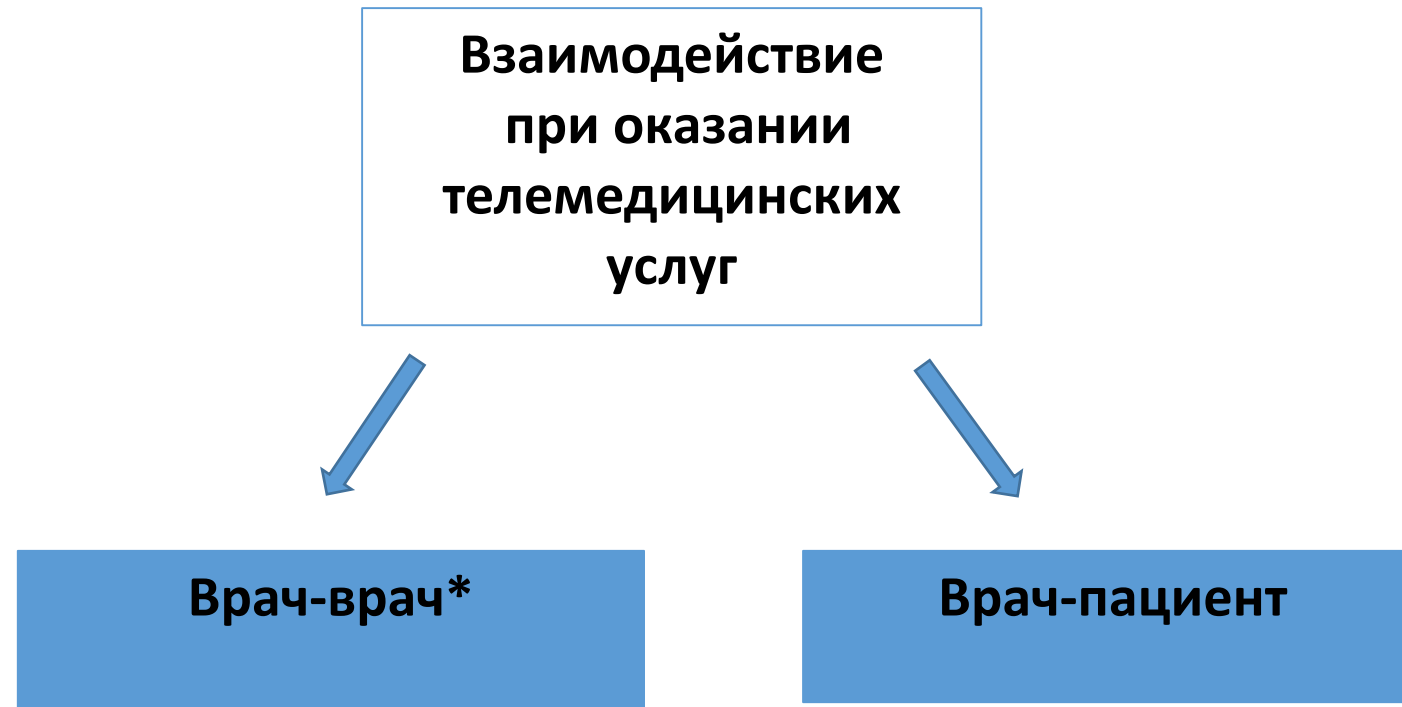 Взаимодействие
при оказании
телемедицинских
услуг
Врач-врач*
Врач-пациент